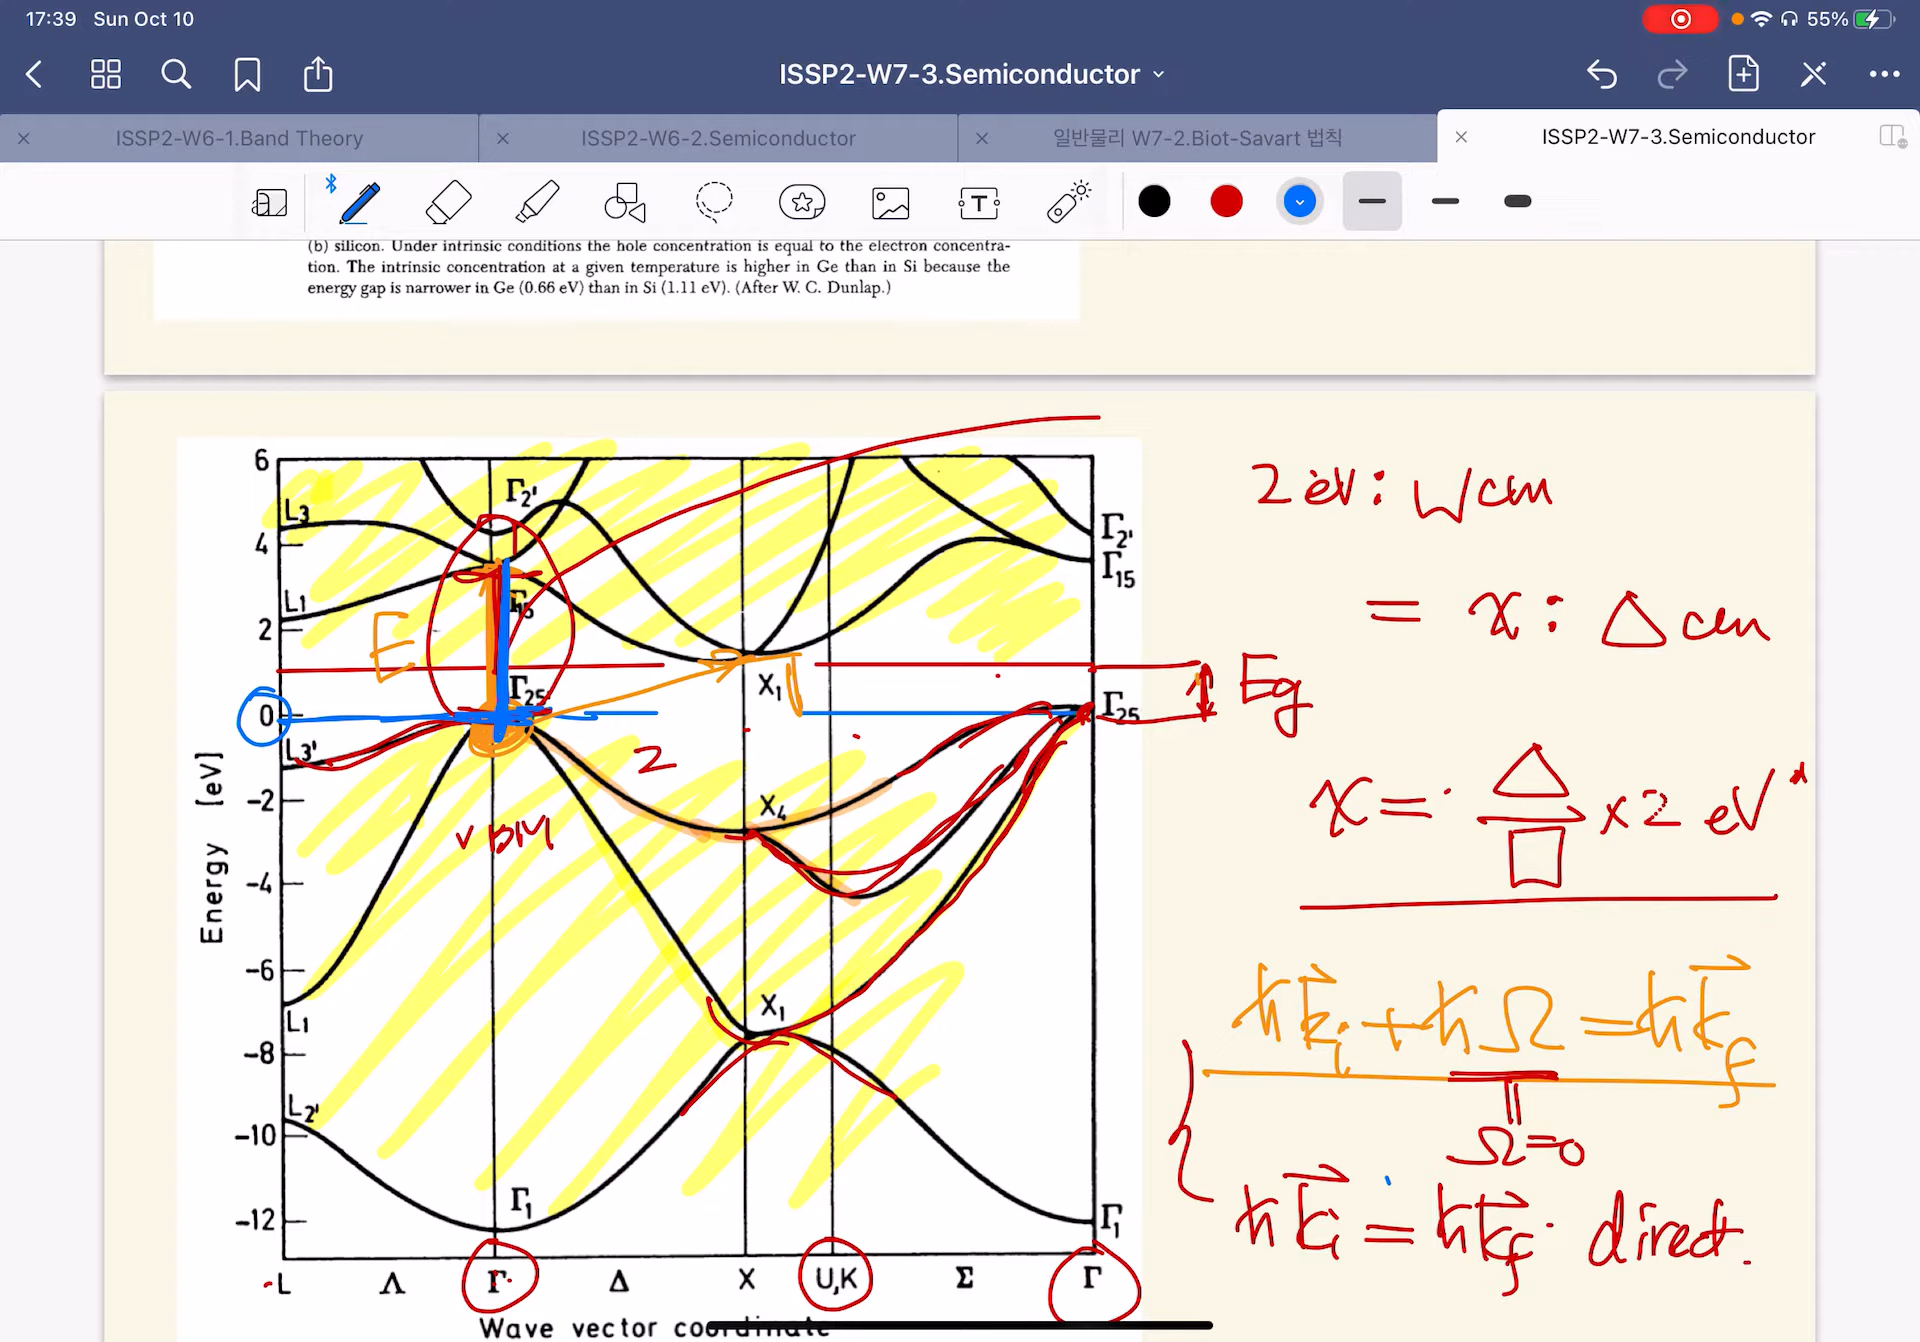 17:39 Sun Oct 10
55%
ISSP2-W7-3.Semiconductor
ISSP2-W6-1.Band Theory
ISSP2-W6-2.Semiconductor
일반물리 W7-2.Biot-Savart 법칙
ISSP2-W7-3.Semiconductor
T
(b) silicon. Under intrinsic conditions the hole concentration is equal to the electron concentra-
tion. The intrinsic concentration at a given temperature is higher in Ge than in Si because the
energy gap is narrower in Ge (0.66 eV) than in Si (1.11 eV). (After W. C. Dunlap.)
6
4
2
0
-2
-4
-6
-8
-10
-12
Energy [eV]
L3
L1
L3'
L1
L2'
Γ2'
Γ15
Γ25'
Γ1
X1
X4
X1
Γ2'
Γ15
Γ25
Γ1
E
2
VBM
L Λ Γ Δ X U,K Σ Γ
Wave vector coordinate
Eg
= x : △ cm
x = △/□ × 2 eV
ħk⃗i + ħΩ = ħk⃗f
Ω=0
ħk⃗i = ħk⃗f direct.